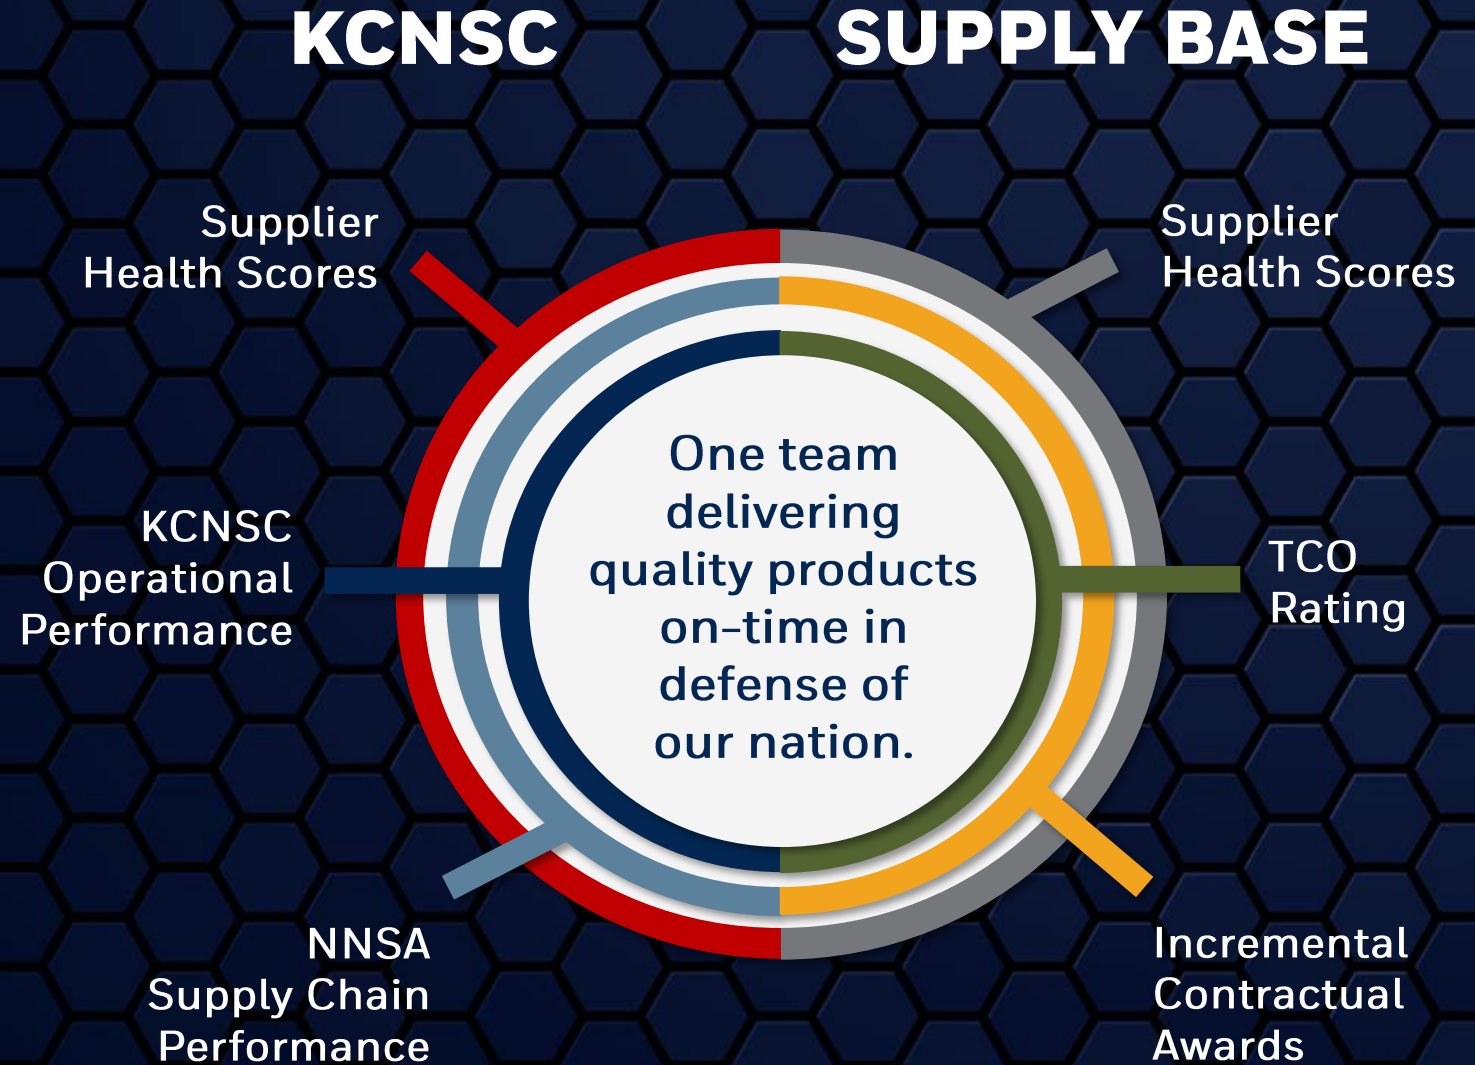 KCNSC
SUPPLY BASE
Supplier
Health Scores
Supplier
Health Scores
KCNSC
Operational
Performance
One team
delivering
quality products
on-time in
defense of
our nation.
TCO
Rating
NNSA
Supply Chain
Performance
Incremental
Contractual
Awards